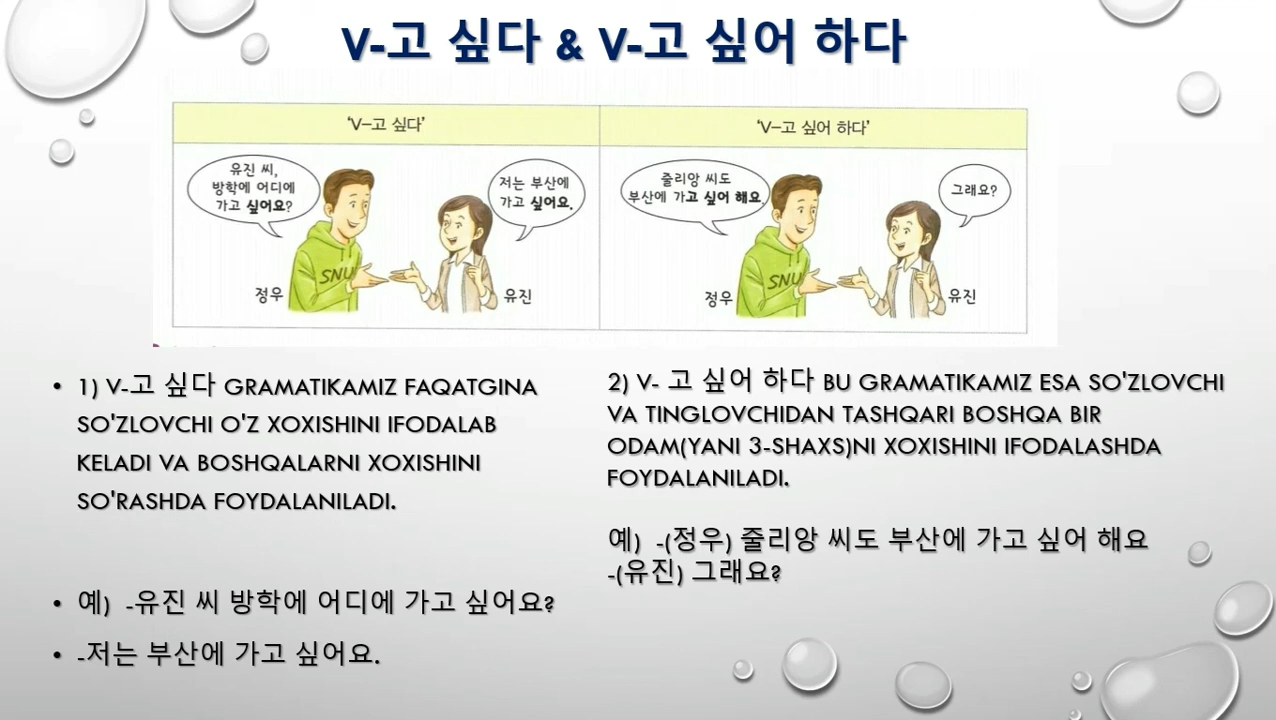 V-고 싶다 & V-고 싶어 하다
‘V–고 싶다’
유진 씨,
방학에 어디에
가고 싶어요?
저는 부산에
가고 싶어요.
SNU
정우
유진
‘V–고 싶어 하다’
줄리앙 씨도
부산에 가고 싶어 해요.
그래요?
SNU
정우
유진
• 1) V-고 싶다 GRAMATIKAMIZ FAQATGINA
SO'ZLOVCHI O'Z XOXISHINI IFODALAB
KELADI VA BOSHQALARNI XOXISHINI
SO'RASHDA FOYDALANILADI.
• 예) -유진 씨 방학에 어디에 가고 싶어요?
• -저는 부산에 가고 싶어요.
2) V- 고 싶어 하다 BU GRAMATIKAMIZ ESA SO'ZLOVCHI
VA TINGLOVCHIDAN TASHQARI BOSHQA BIR
ODAM(YANI 3-SHAXS)NI XOXISHINI IFODALASHDA
FOYDALANILADI.
예) -(정우) 줄리앙 씨도 부산에 가고 싶어 해요
-(유진) 그래요?